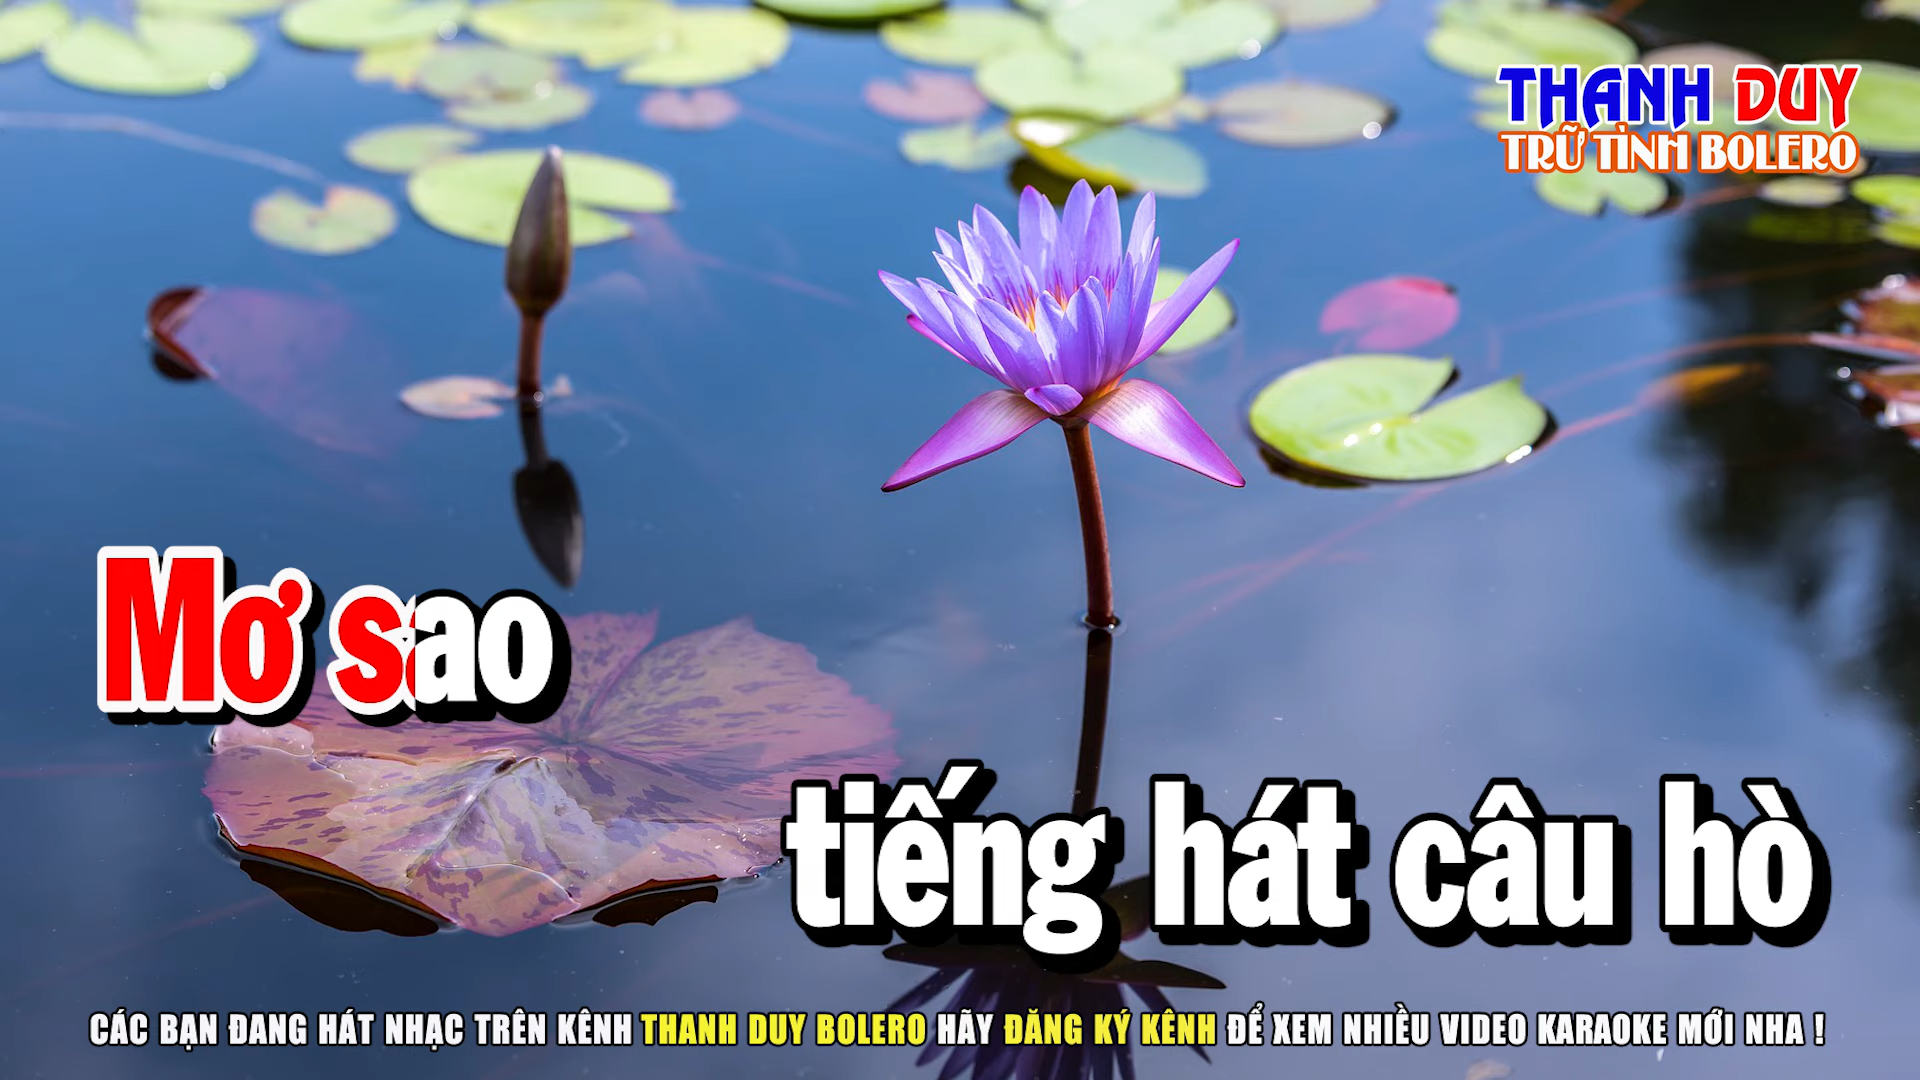 THANH DUY
TRỮ TÌNH BOLERO
Mơ sao
tiếng hát câu hò
CÁC BẠN ĐANG HÁT NHẠC TRÊN KÊNH THANH DUY BOLERO HÃY ĐĂNG KÝ KÊNH ĐỂ XEM NHIỀU VIDEO KARAOKE MỚI NHA !